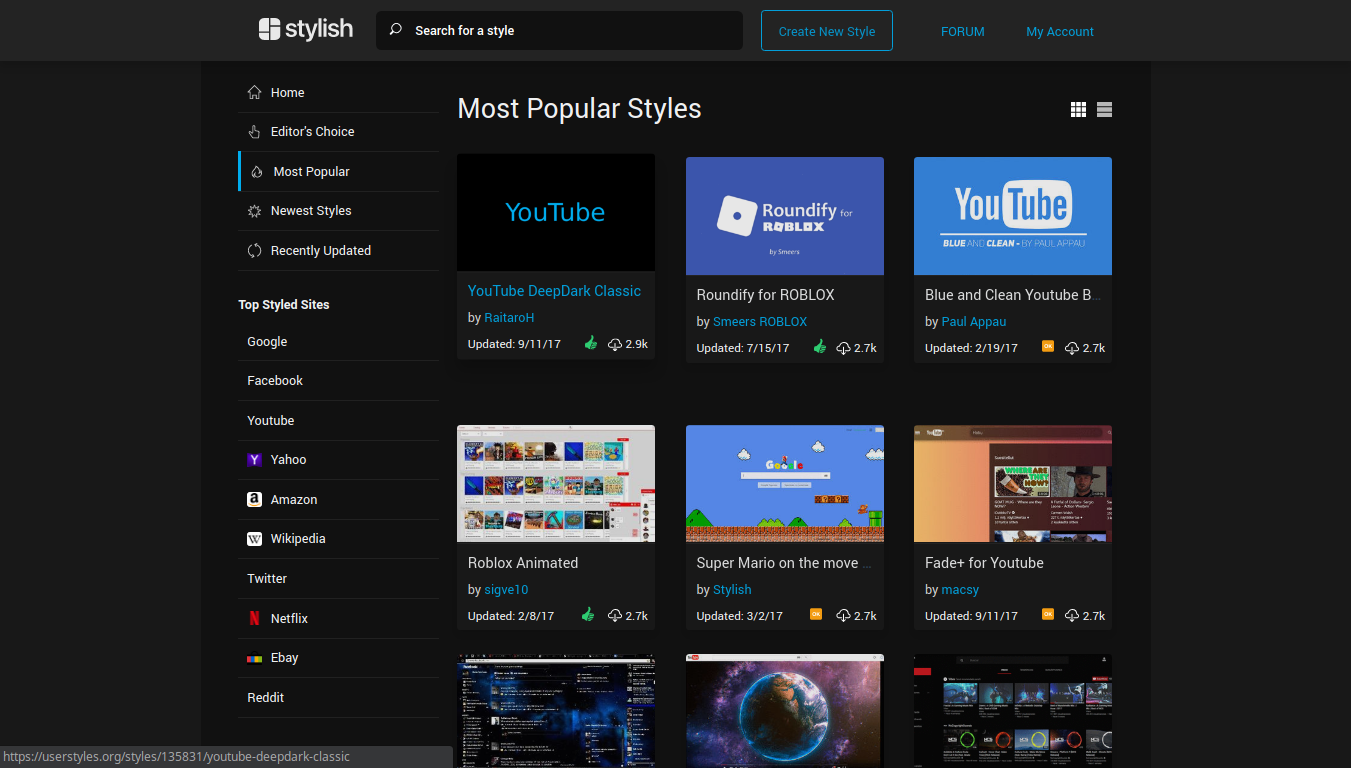 stylish
Search for a style
Create New Style
FORUM
My Account
Home
Editor's Choice
Most Popular
Newest Styles
Recently Updated
Top Styled Sites
Google
Facebook
Youtube
Yahoo
Amazon
Wikipedia
Twitter
Netflix
Ebay
Reddit
Most Popular Styles
YouTube
YouTube DeepDark Classic
by RaitaroH
Updated: 9/11/17
2.9k
Roundify for
ROBLOX
by Smeers
Roundify for ROBLOX
by Smeers ROBLOX
Updated: 7/15/17
2.7k
YouTube
BLUE AND CLEAN - BY PAUL APPAU
Blue and Clean Youtube B...
by Paul Appau
Updated: 2/19/17
OK
2.7k
Roblox Animated
by sigve10
Updated: 2/8/17
2.7k
Google
Super Mario on the move ...
by Stylish
Updated: 3/2/17
OK
2.7k
WHERE ARE
THEY NOW?
Fade+ for Youtube
by macsy
Updated: 9/11/17
OK
2.7k
https://userstyles.org/styles/135831/youtube-deepdark-classic